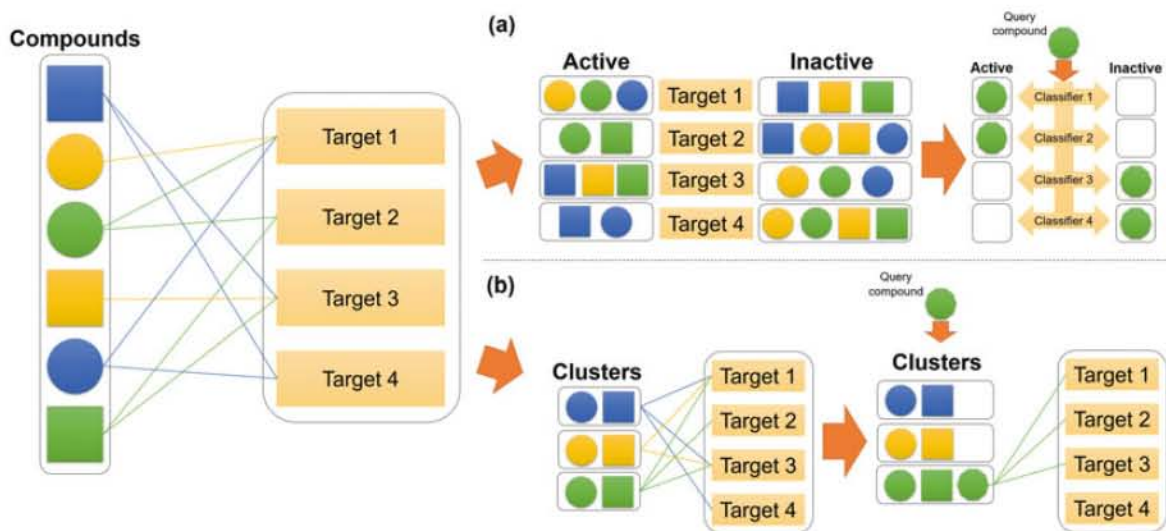 Compounds
Target 1
Target 2
Target 3
Target 4
(a)
Active
Inactive
Target 1
Target 2
Target 3
Target 4
Query
compound
Active
Inactive
Classifier 1
Classifier 2
Classifier 3
Classifier 4
(b)
Clusters
Target 1
Target 2
Target 3
Target 4
Query
compound
Clusters
Target 1
Target 2
Target 3
Target 4